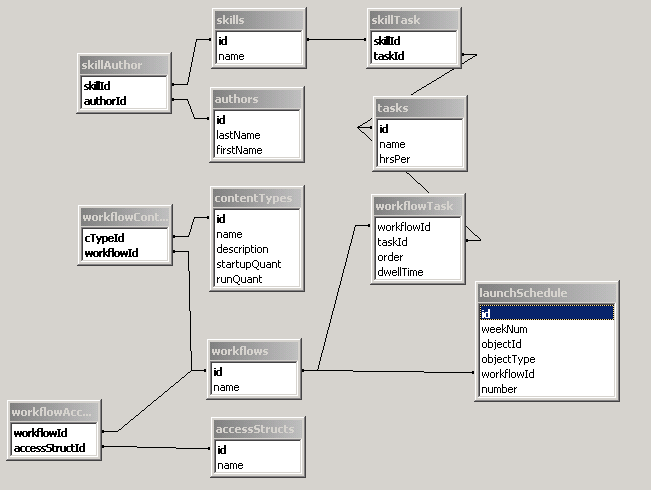 skills
id
name
skillTask
skillId
taskId
skillAuthor
skillId
authorId
authors
id
lastName
firstName
tasks
id
name
hrsPer
contentTypes
id
name
description
startupQuant
runQuant
workflowCont...
cTypeId
workflowId
workflowTask
workflowId
taskId
order
dwellTime
launchSchedule
id
weekNum
objectId
objectType
workflowId
number
workflows
id
name
workflowAcc...
workflowId
accessStructId
accessStructs
id
name